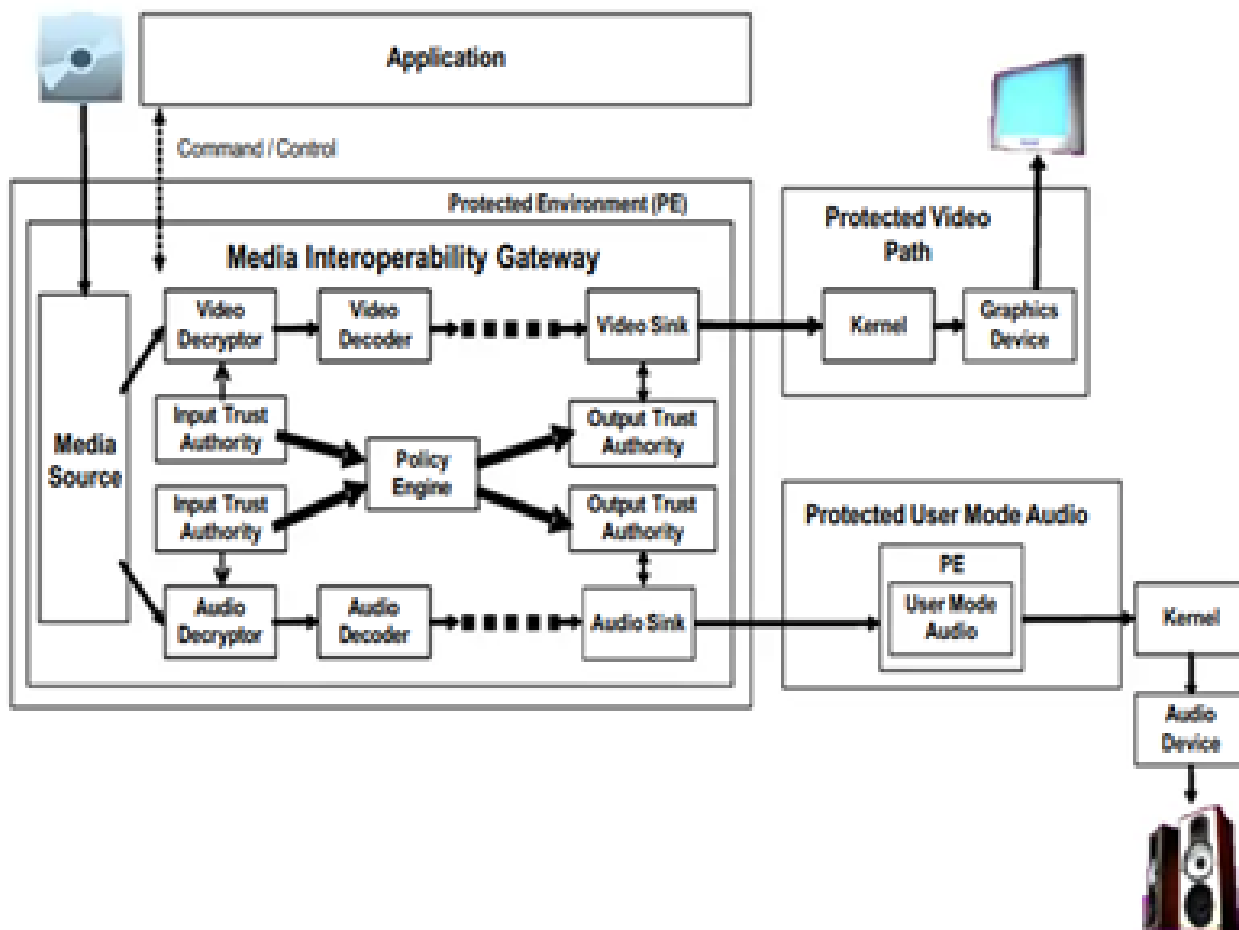 Application
Command / Control
Protected Environment (PE)
Media Interoperability Gateway
Protected Video
Path
Video
Decryptor
Video
Decoder
Video Sink
Kernel
Graphics
Device
Input Trust
Authority
Output Trust
Authority
Media
Source
Policy
Engine
Input Trust
Authority
Output Trust
Authority
Protected User Mode Audio
PE
User Mode
Audio
Audio
Decryptor
Audio
Decoder
Audio Sink
Kernel
Audio
Device